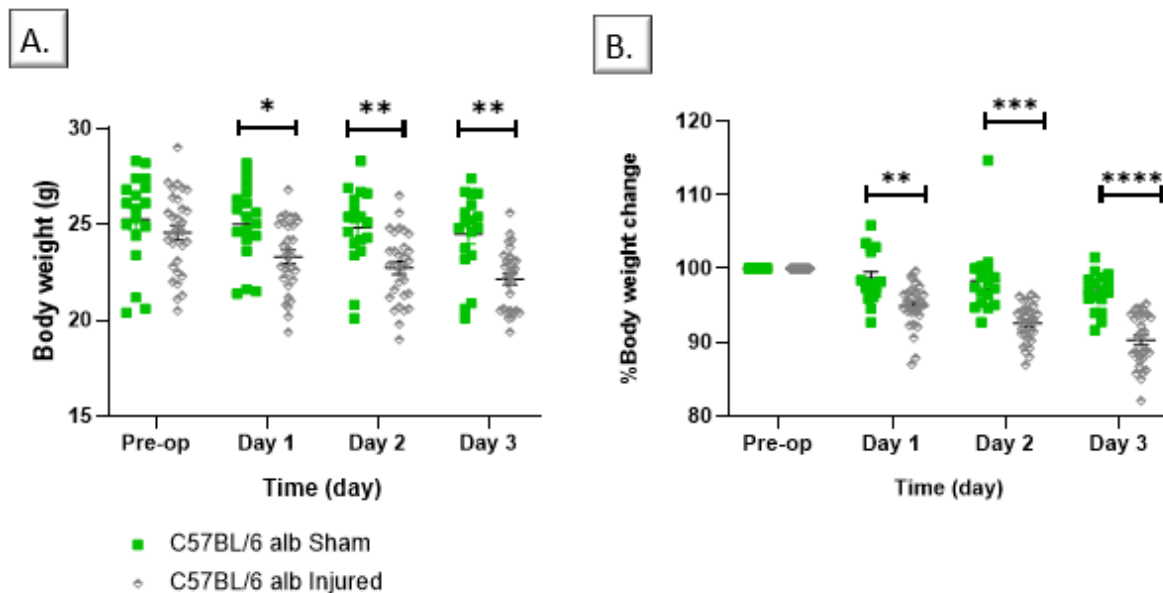 A.
B.
Body weight (g)
30
25
20
15
*
**
**
Pre-op Day 1 Day 2 Day 3
Time (day)
%Body weight change
120
110
100
90
80
**
***
****
Pre-op Day 1 Day 2 Day 3
Time (day)
C57BL/6 alb Sham
C57BL/6 alb Injured